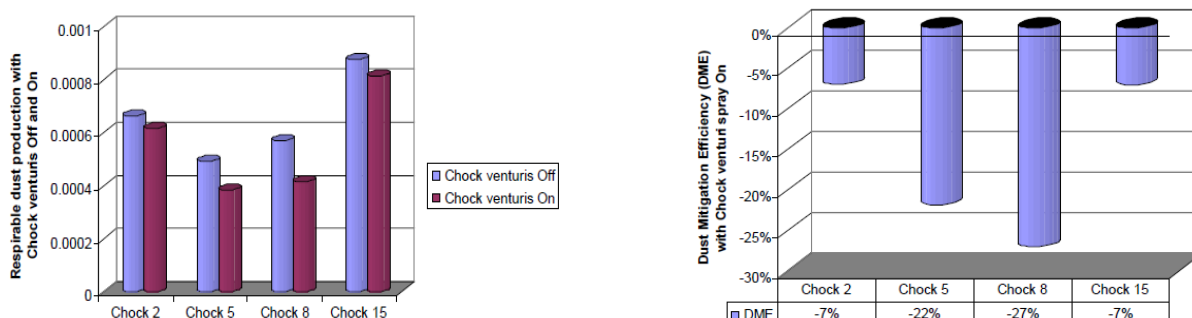 Respirable dust production with
Chock venturis Off and On
0.001
0.0008
0.0006
0.0004
0.0002
0
Chock 2 Chock 5 Chock 8 Chock 15
Chock venturis Off
Chock venturis On
Dust Mitigation Efficiency (DME)
with Chock venturi spray On
0%
-5%
-10%
-15%
-20%
-25%
-30%
Chock 2 Chock 5 Chock 8 Chock 15
DME -7% -22% -27% -7%